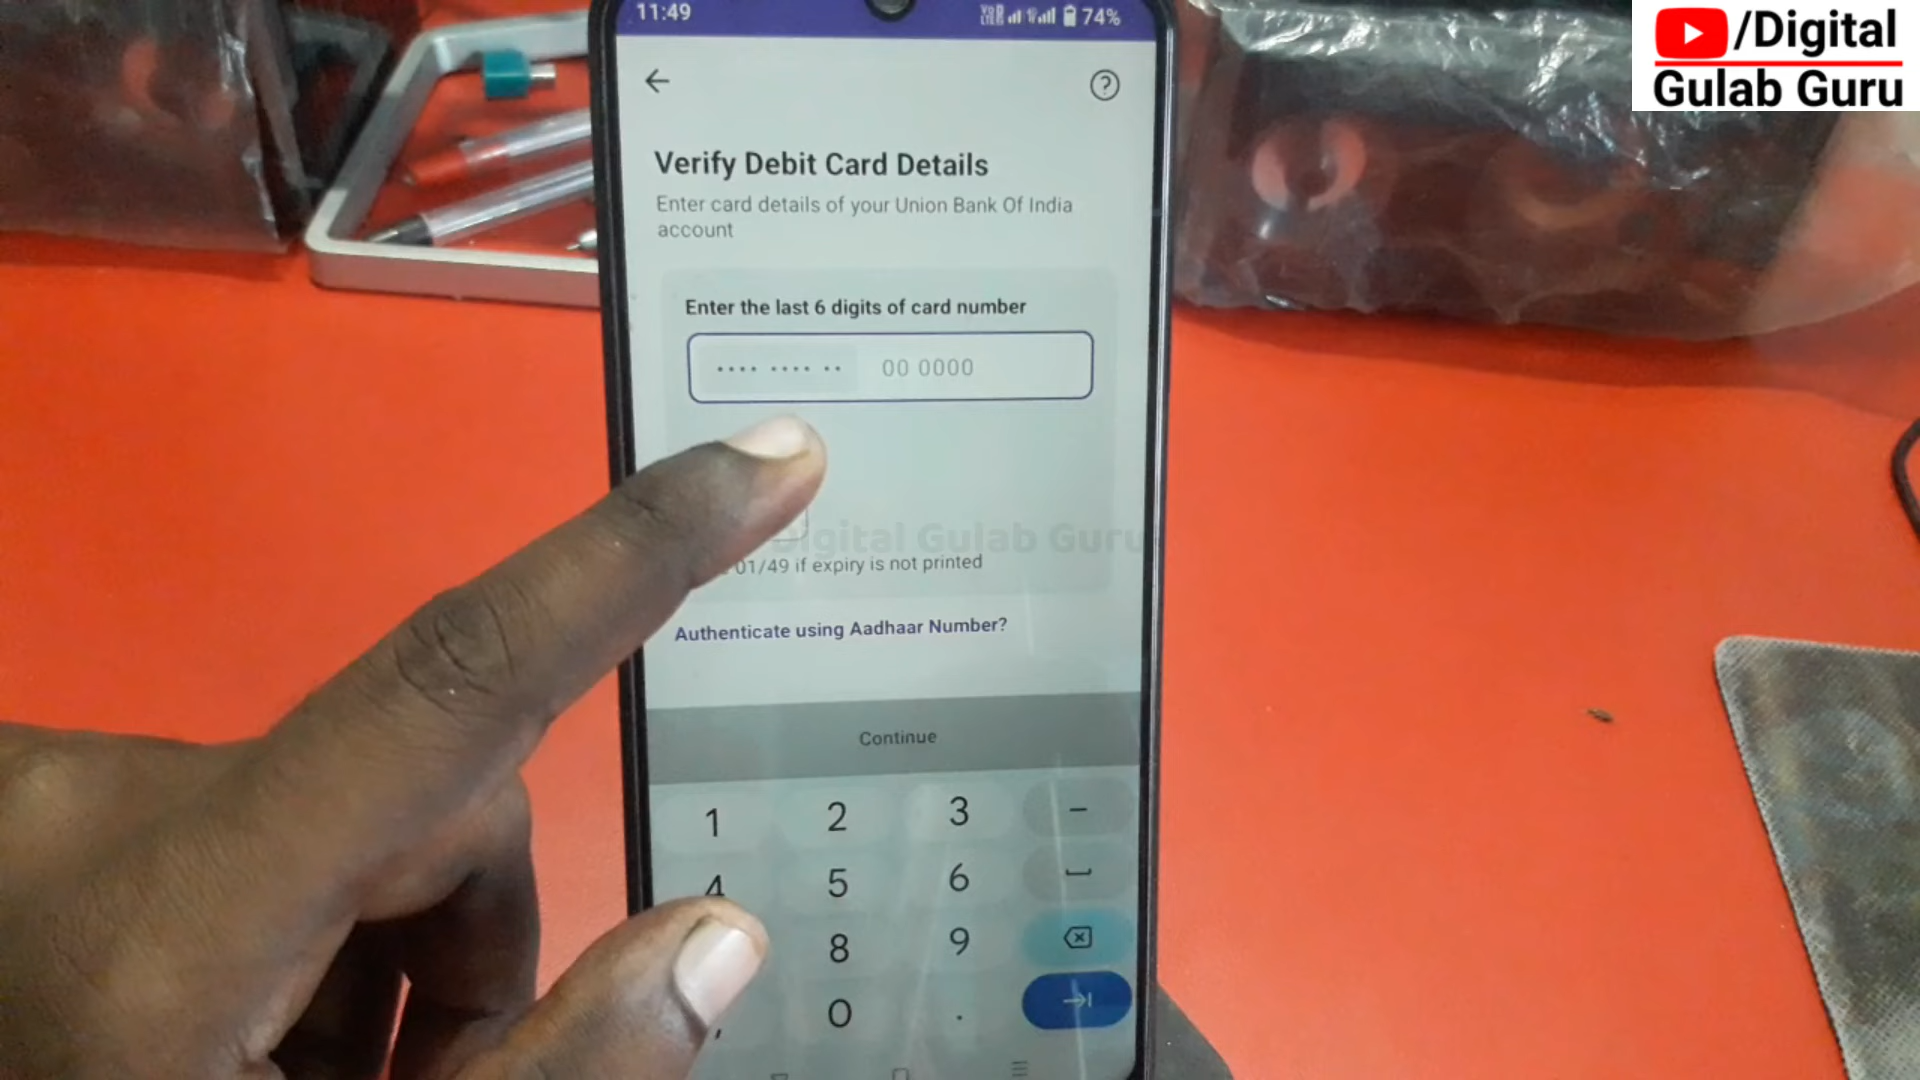 11:49
74%
/Digital
Gulab Guru
Verify Debit Card Details
Enter card details of your Union Bank Of India
account
Enter the last 6 digits of card number
•••• •••• •• 00 0000
Digital Gulab Guru
01/49 if expiry is not printed
Authenticate using Aadhaar Number?
Continue
1 2 3 -
4 5 6
8 9
, 0 .